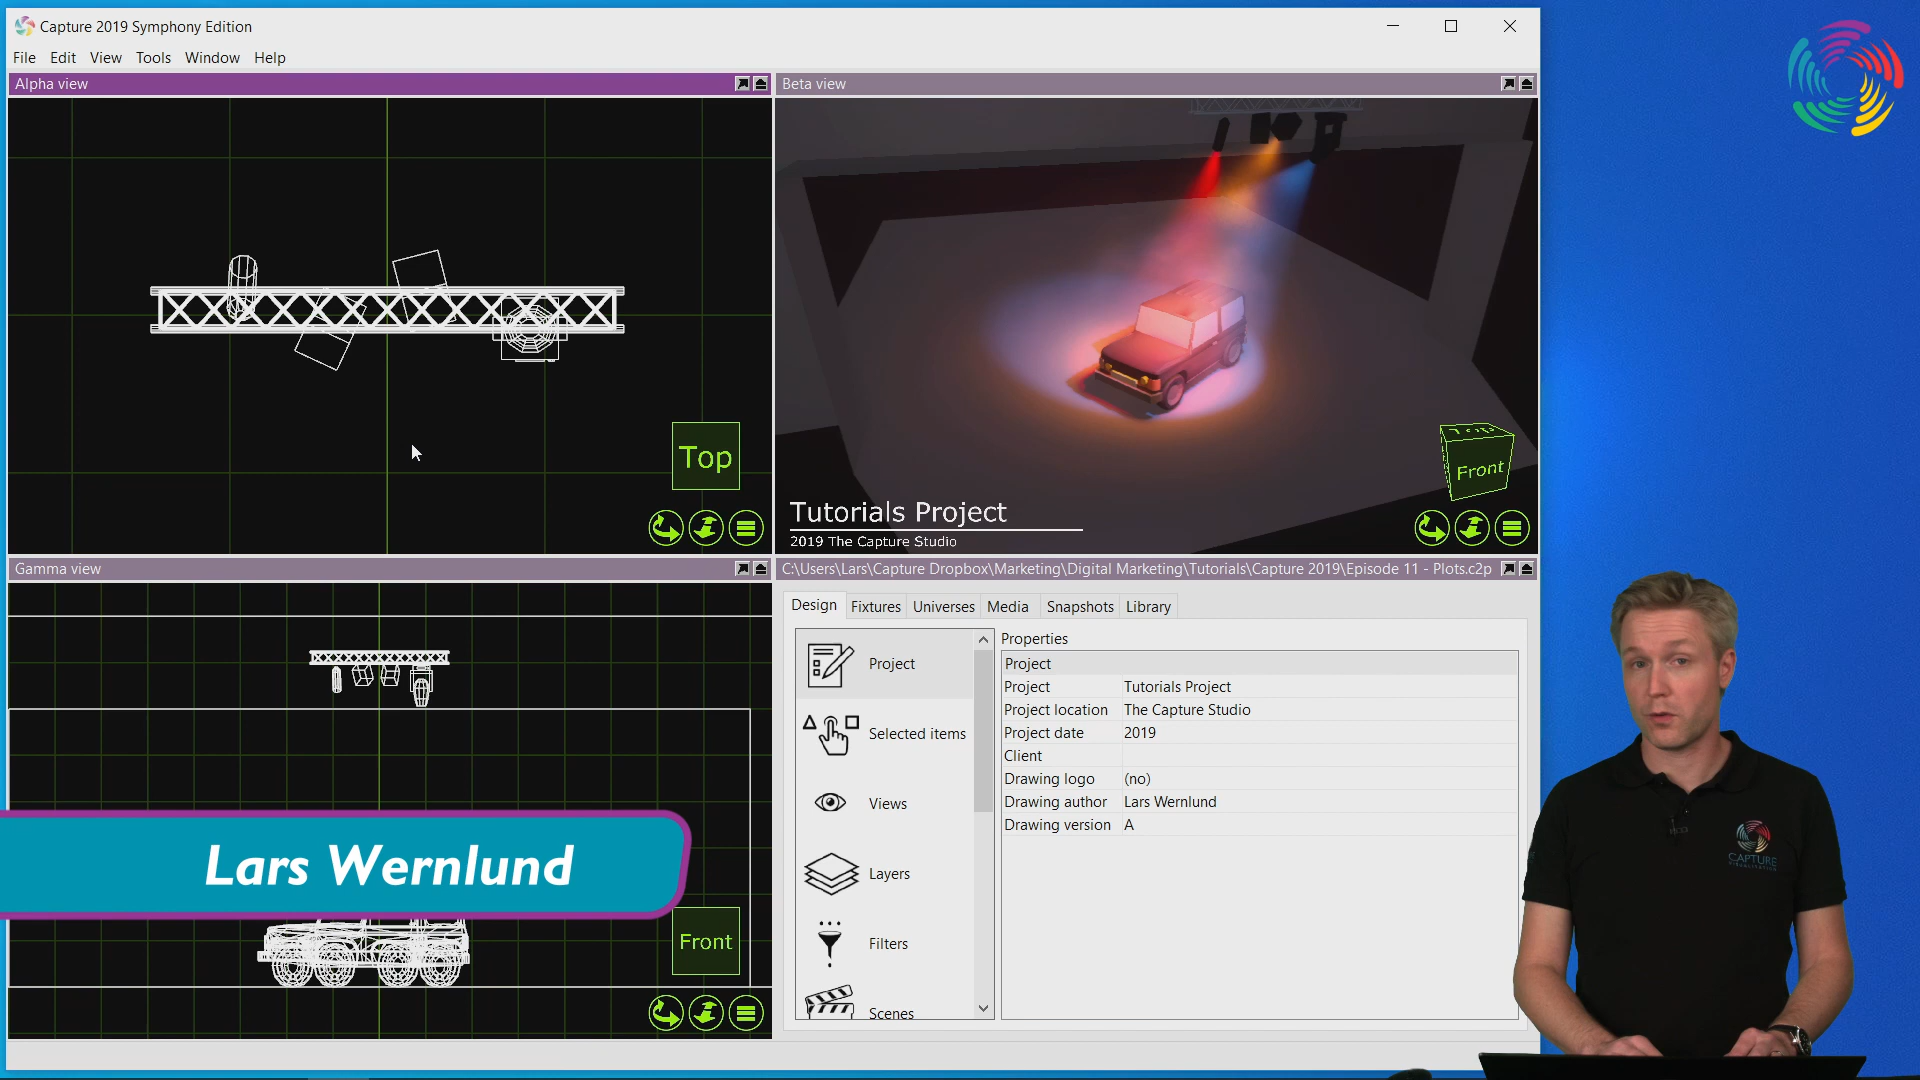 Capture 2019 Symphony Edition
File Edit View Tools Window Help
Alpha view
Beta view
Top
Tutorials Project
2019 The Capture Studio
Top
Front
Gamma view
C:\Users\Lars\Capture Dropbox\Marketing\Digital Marketing\Tutorials\Capture 2019\Episode 11 - Plots.c2p
Design Fixtures Universes Media Snapshots Library
Project
Selected items
Views
Layers
Filters
Scenes
Properties
Project
Project Tutorials Project
Project location The Capture Studio
Project date 2019
Client
Drawing logo (no)
Drawing author Lars Wernlund
Drawing version A
Lars Wernlund
Front
CAPTURE